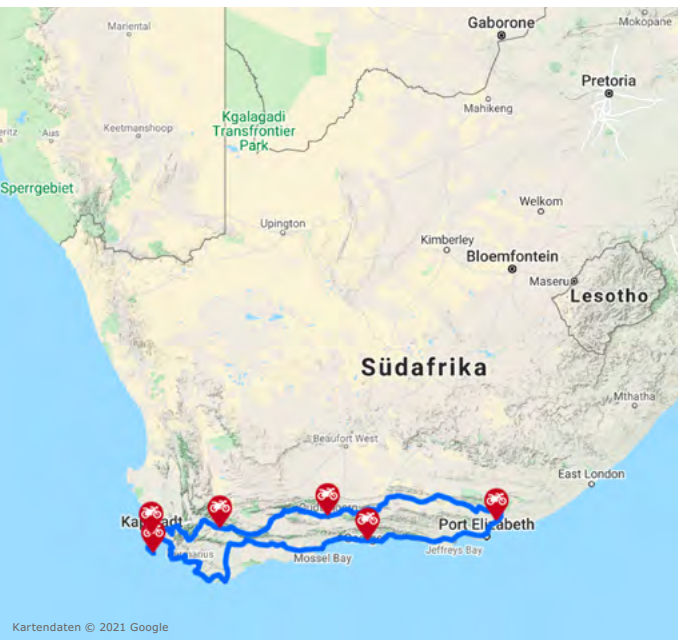 Gaborone
Mokopane
Mariental
Pretoria
Mahikeng
Kgalagadi
Transfrontier
Park
Aus
Keetmanshoop
Sperrgebiet
Welkom
Upington
Kimberley
Bloemfontein
Maseru
Lesotho
Südafrika
Mthatha
Beaufort West
East London
Port Elizabeth
Jeffreys Bay
Mossel Bay
Kartendaten © 2021 Google